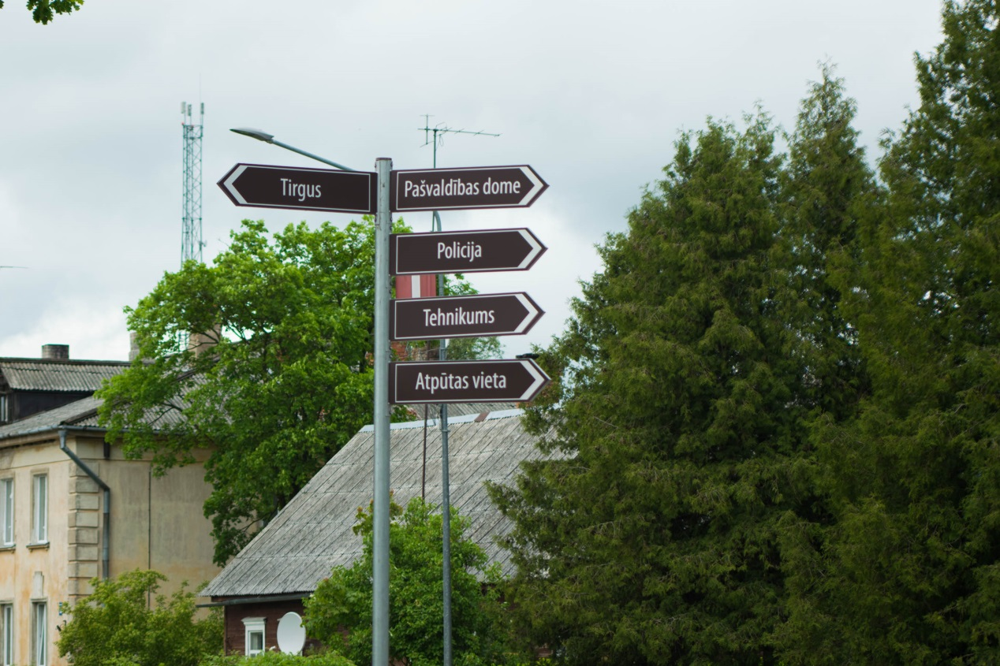 Tirgus
Pašvaldības dome
Policija
Tehnikums
Atpūtas vieta